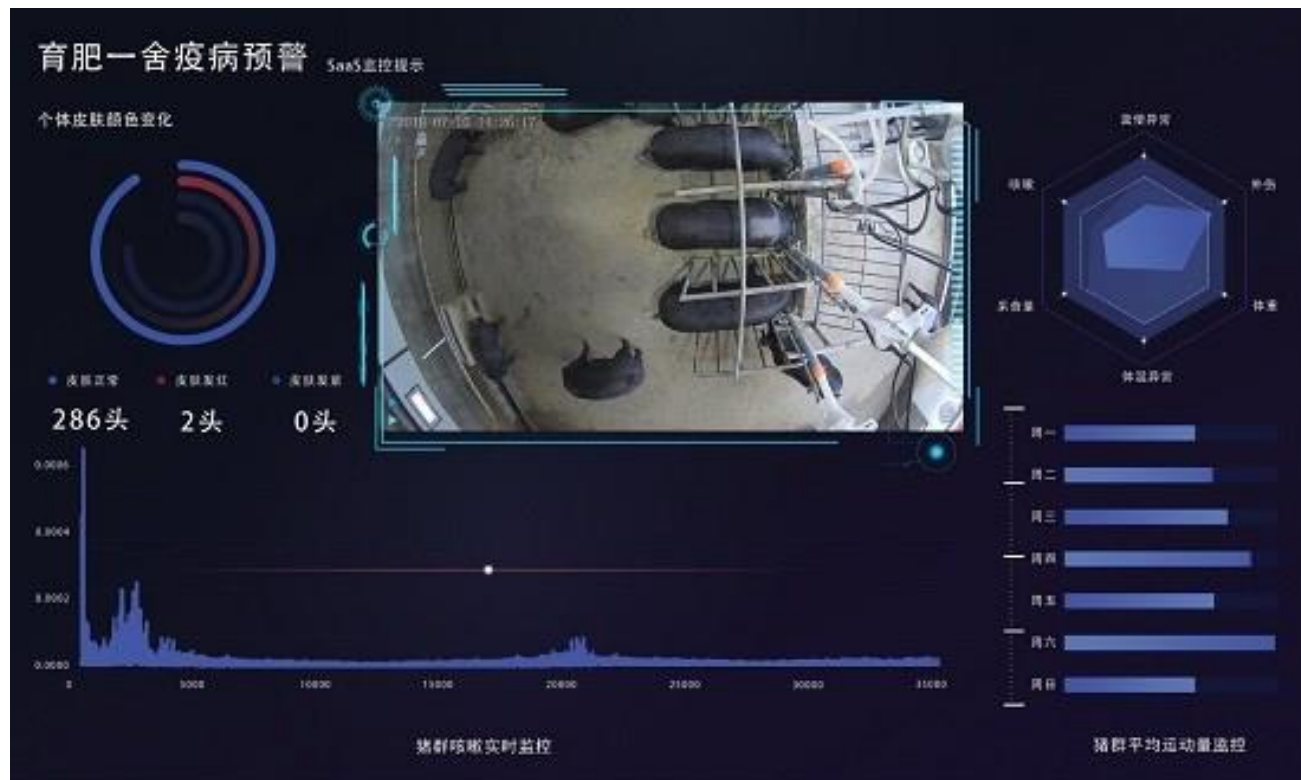 育肥一舍疫病预警 SaaS监控提示
个体皮肤颜色变化
皮肤正常 皮肤发红 皮肤发紫
286头 2头 0头
粪便异常
咳嗽 外伤
采食量 体重
体温异常
0.0006
0.0004
0.0002
0.0000
0 5000 10000 15000 20000 25000 30000 35000
猪群咳嗽实时监控
周一
周二
周三
周四
周五
周六
周日
猪群平均运动量监控